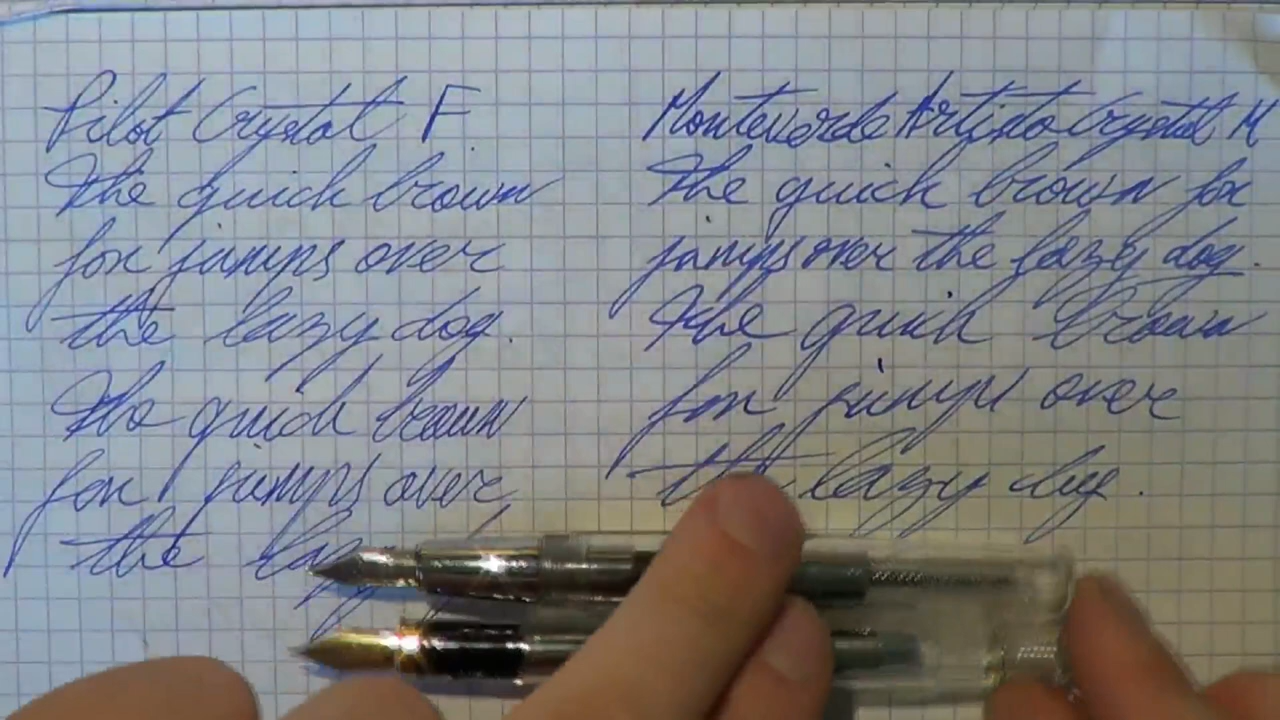 Pilot Crystal F
The quick brown
fox jumps over
the lazy dog.
The quick brown
fox jumps over
the
Monteverde Artista Crystal M
The quick brown fox
jumps over the lazy dog.
The quick brown
fox jumps over
the lazy dog.